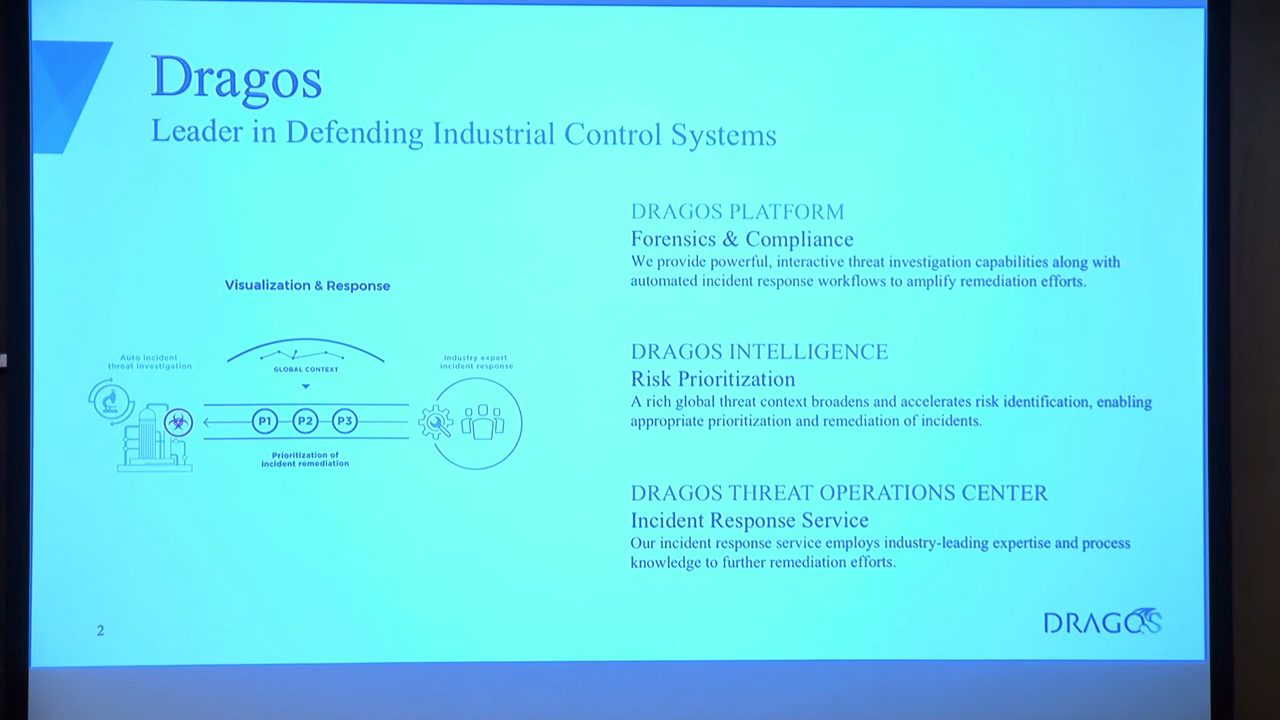 Dragos
Leader in Defending Industrial Control Systems
Visualization & Response
Auto incident
threat investigation
GLOBAL CONTEXT
Industry expert
incident response
P1
P2
P3
Prioritization of
incident remediation
DRAGOS PLATFORM
Forensics & Compliance
We provide powerful, interactive threat investigation capabilities along with
automated incident response workflows to amplify remediation efforts.
DRAGOS INTELLIGENCE
Risk Prioritization
A rich global threat context broadens and accelerates risk identification, enabling
appropriate prioritization and remediation of incidents.
DRAGOS THREAT OPERATIONS CENTER
Incident Response Service
Our incident response service employs industry-leading expertise and process
knowledge to further remediation efforts.
2
DRAGOS